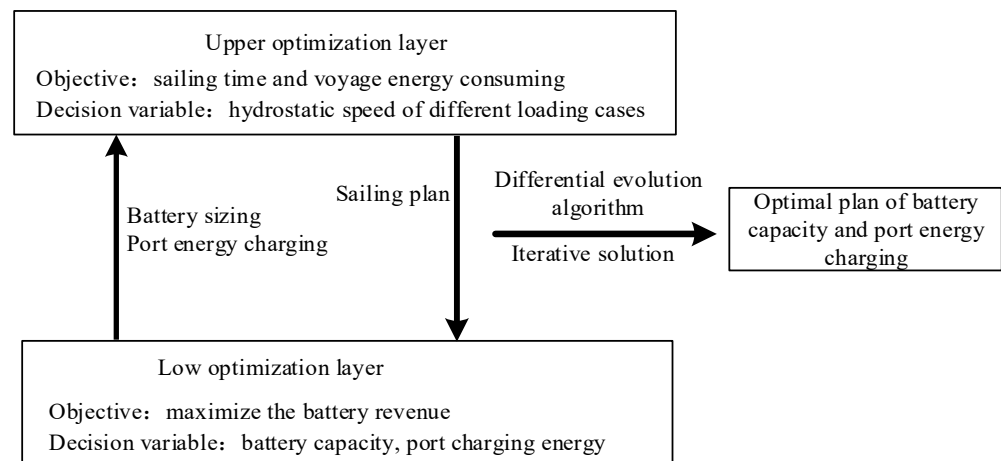 Upper optimization layer
Objective：sailing time and voyage energy consuming
Decision variable：hydrostatic speed of different loading cases
Battery sizing
Port energy charging
Sailing plan
Differential evolution
algorithm
Iterative solution
Optimal plan of battery
capacity and port energy
charging
Low optimization layer
Objective：maximize the battery revenue
Decision variable：battery capacity, port charging energy